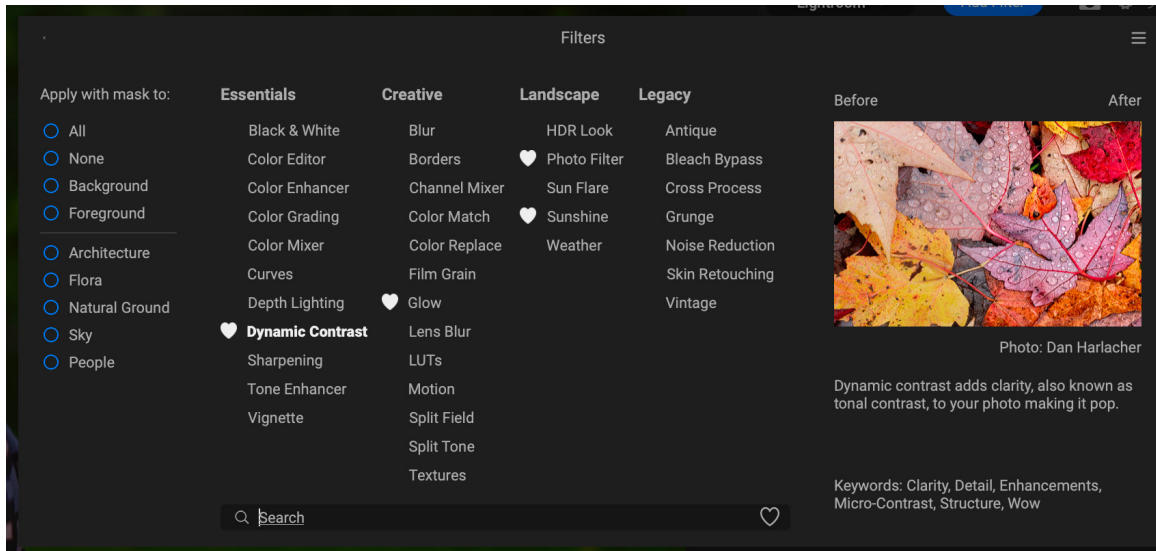 Lightroom
Add Filter
Filters
Apply with mask to:
All
None
Background
Foreground
Architecture
Flora
Natural Ground
Sky
People
Essentials
Black & White
Color Editor
Color Enhancer
Color Grading
Color Mixer
Curves
Depth Lighting
Dynamic Contrast
Sharpening
Tone Enhancer
Vignette
Creative
Blur
Borders
Channel Mixer
Color Match
Color Replace
Film Grain
Glow
Lens Blur
LUTs
Motion
Split Field
Split Tone
Textures
Landscape
HDR Look
Photo Filter
Sun Flare
Sunshine
Weather
Legacy
Antique
Bleach Bypass
Cross Process
Grunge
Noise Reduction
Skin Retouching
Vintage
Search
Before After
Photo: Dan Harlacher
Dynamic contrast adds clarity, also known as
tonal contrast, to your photo making it pop.
Keywords: Clarity, Detail, Enhancements,
Micro-Contrast, Structure, Wow